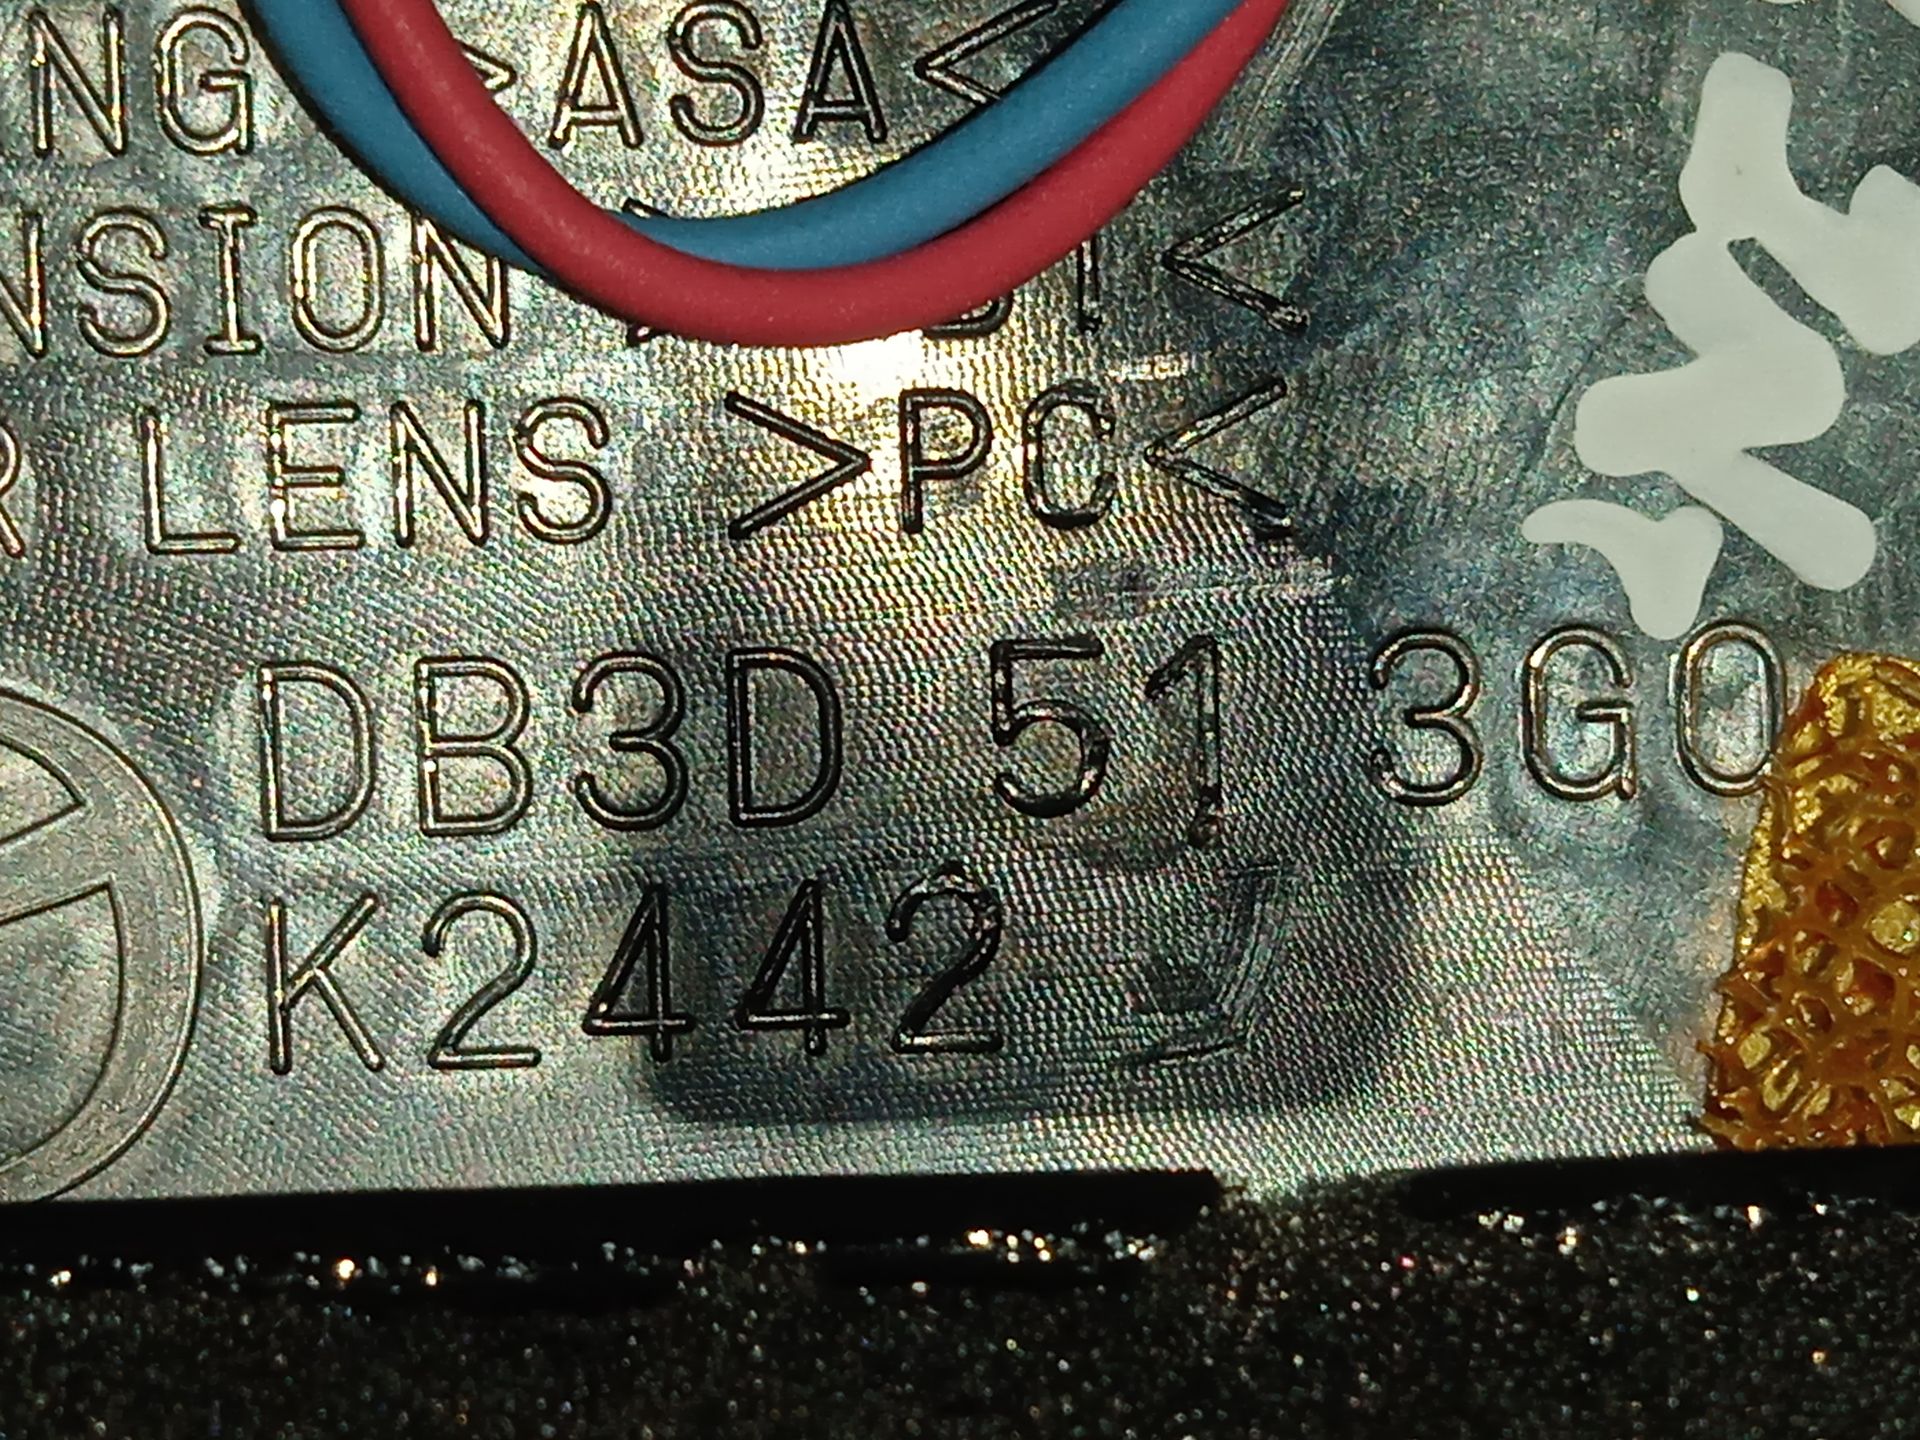 NG >ASA<
NSION
R LENS >PC<
DB3D 51 3G0
K2442